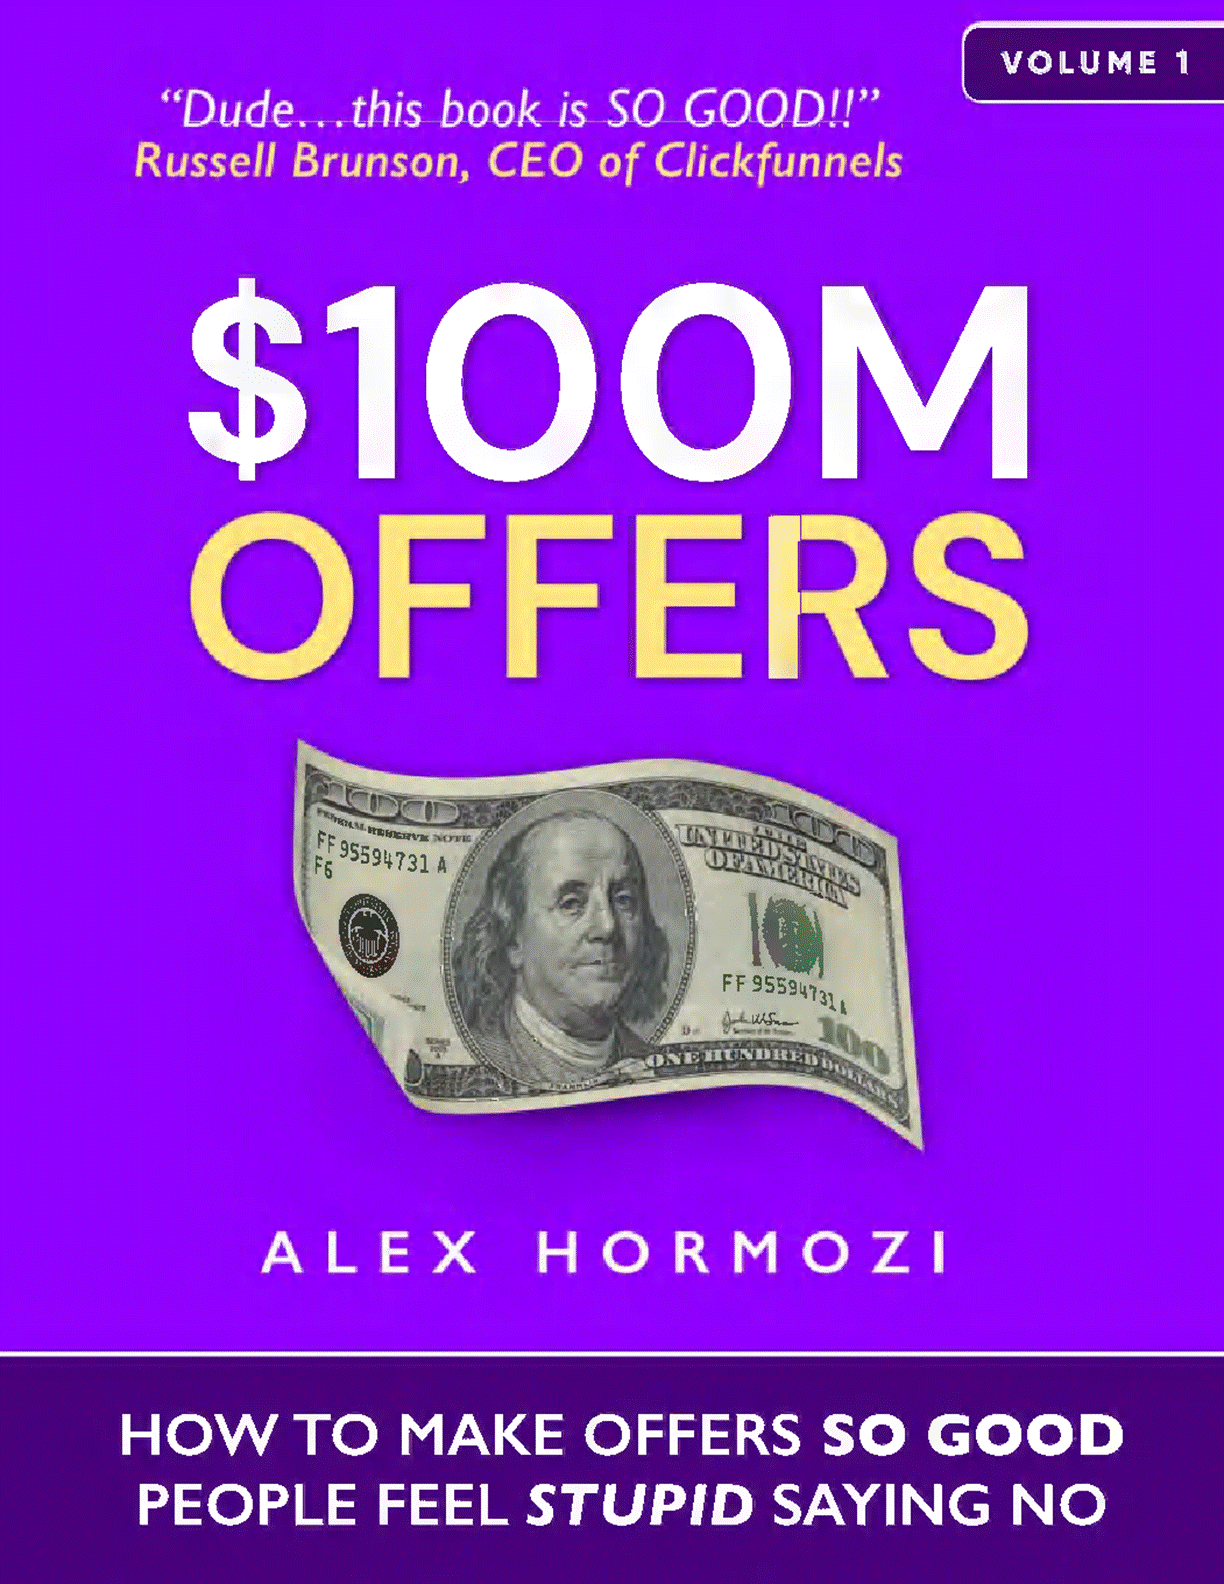 VOLUME 1
“Dude...this book is SO GOOD!!”
Russell Brunson, CEO of Clickfunnels
$100M
OFFERS
100
100
FEDERAL RESERVE NOTE
THE
UNITED STATES
OF AMERICA
FF 95594731 A
F6
FF 95594731 A
100
ONE HUNDRED DOLLARS
FRANKLIN
ALEX HORMOZI
HOW TO MAKE OFFERS SO GOOD
PEOPLE FEEL STUPID SAYING NO